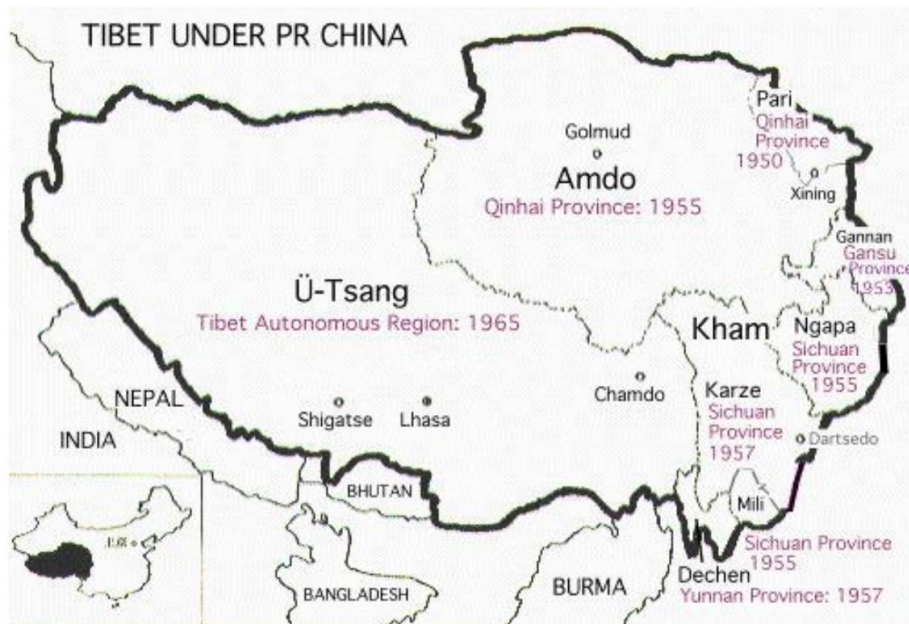 TIBET UNDER PR CHINA
Pari
Qinhai
Province
1950
Golmud
Amdo
Qinhai Province: 1955
Xining
Gannan
Gansu
Province
1953
Ü-Tsang
Tibet Autonomous Region: 1965
Kham
Ngapa
Sichuan
Province
1955
Chamdo
Karze
Sichuan
Province
1957
Shigatse
Lhasa
Dartsedo
NEPAL
INDIA
BHUTAN
Mili
Sichuan Province
1955
Dechen
Yunnan Province: 1957
BANGLADESH
BURMA